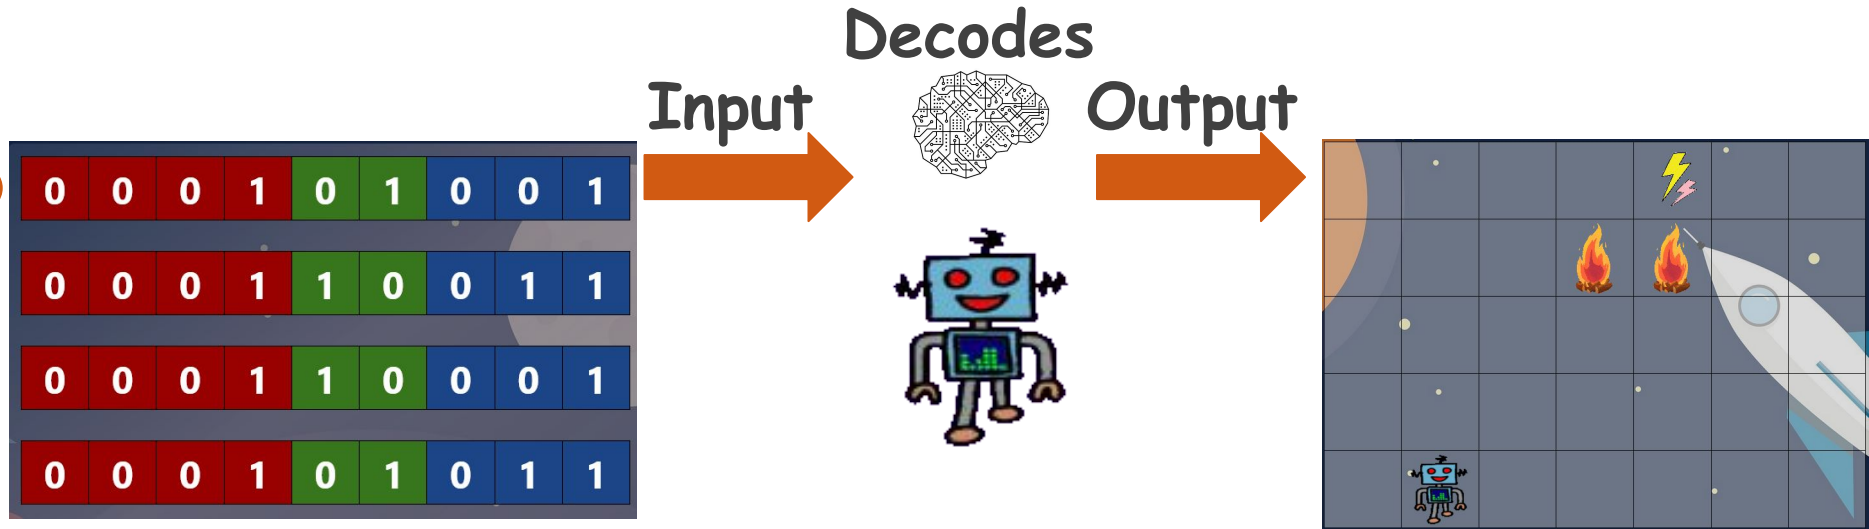 Decodes
Input
Output
0 0 0 1 0 1 0 0 1
0 0 0 1 1 0 0 1 1
0 0 0 1 1 0 0 0 1
0 0 0 1 0 1 0 1 1